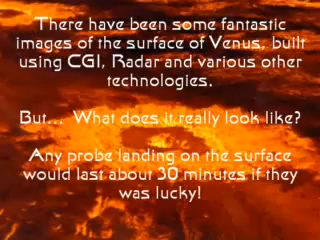 There have been some fantastic
images of the surface of Venus, built
using CGI, Radar and various other
technologies.
But... What does it really look like?
Any probe landing on the surface
would last about 30 minutes if they
was lucky!